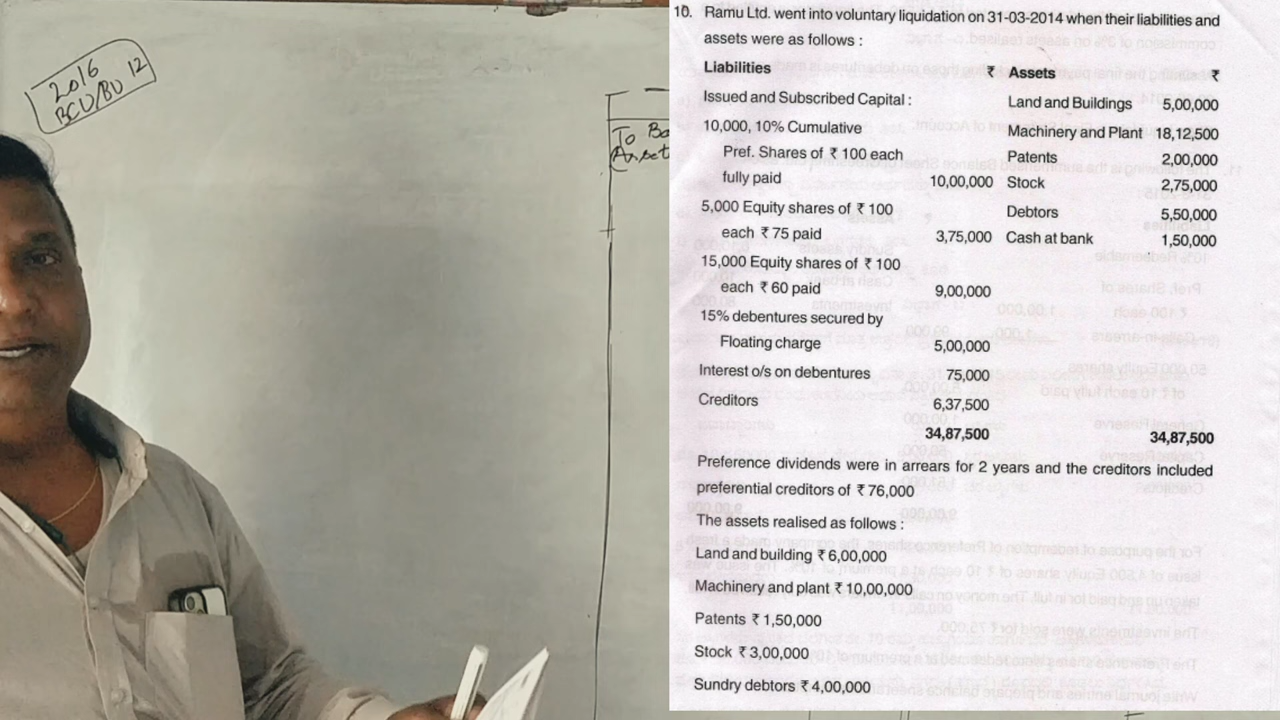 2016
BCU/BU 12
To Ba
Asset
10. Ramu Ltd. went into voluntary liquidation on 31-03-2014 when their liabilities and
assets were as follows :
Liabilities ₹ Assets ₹
Issued and Subscribed Capital : Land and Buildings 5,00,000
10,000, 10% Cumulative Machinery and Plant 18,12,500
Pref. Shares of ₹ 100 each Patents 2,00,000
fully paid 10,00,000 Stock 2,75,000
5,000 Equity shares of ₹ 100 Debtors 5,50,000
each ₹ 75 paid 3,75,000 Cash at bank 1,50,000
15,000 Equity shares of ₹ 100
each ₹ 60 paid 9,00,000
15% debentures secured by
Floating charge 5,00,000
Interest o/s on debentures 75,000
Creditors 6,37,500
34,87,500 34,87,500
Preference dividends were in arrears for 2 years and the creditors included
preferential creditors of ₹ 76,000
The assets realised as follows :
Land and building ₹ 6,00,000
Machinery and plant ₹ 10,00,000
Patents ₹ 1,50,000
Stock ₹ 3,00,000
Sundry debtors ₹ 4,00,000